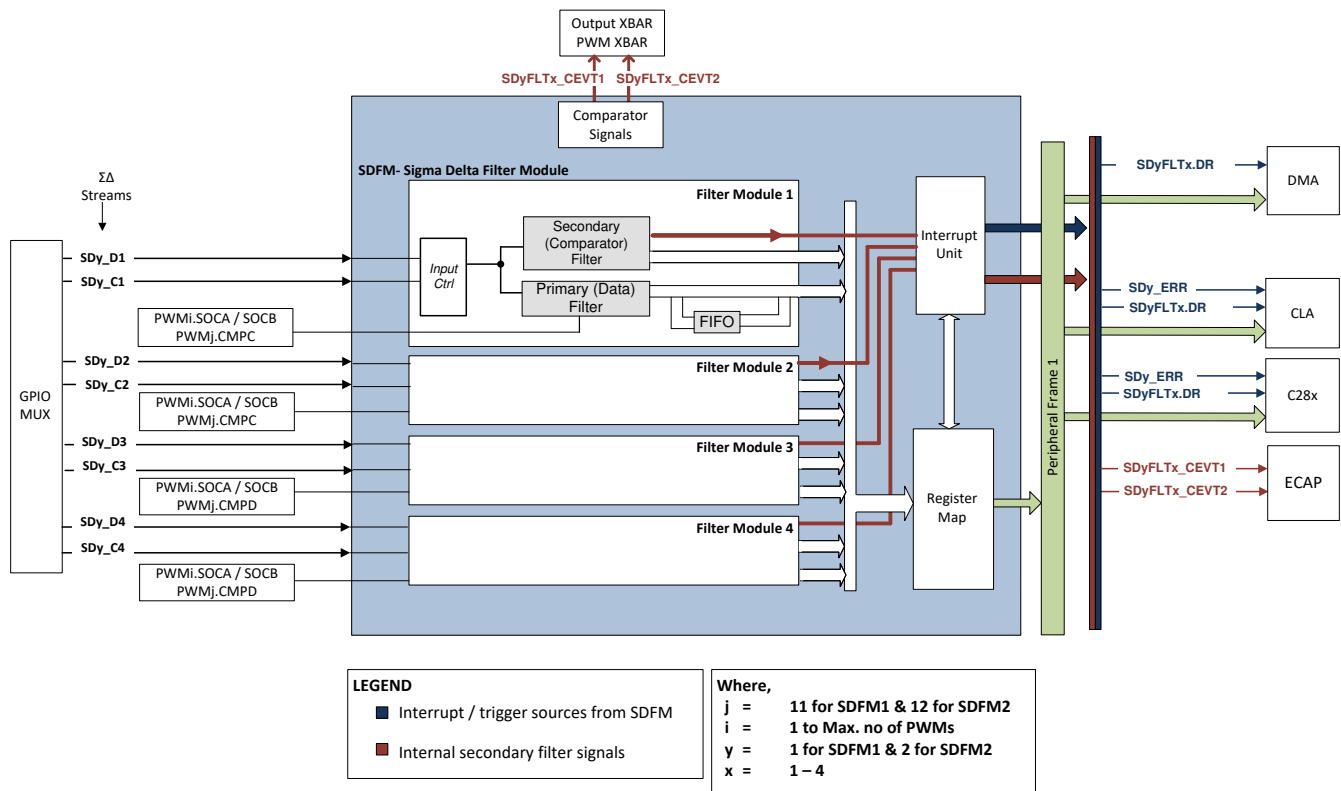 Output XBAR
PWM XBAR
SDyFLTx_CEVT1
SDyFLTx_CEVT2
Comparator
Signals
SDFM- Sigma Delta Filter Module
ΣΔ
Streams
GPIO
MUX
SDy_D1
SDy_C1
PWMi.SOCA / SOCB
PWMj.CMPC
SDy_D2
SDy_C2
PWMi.SOCA / SOCB
PWMj.CMPC
SDy_D3
SDy_C3
PWMi.SOCA / SOCB
PWMj.CMPD
SDy_D4
SDy_C4
PWMi.SOCA / SOCB
PWMj.CMPD
Filter Module 1
Input
Ctrl
Secondary
(Comparator)
Filter
Primary (Data)
Filter
FIFO
Filter Module 2
Filter Module 3
Filter Module 4
Interrupt
Unit
Register
Map
Peripheral Frame 1
SDyFLTx.DR
DMA
SDy_ERR
SDyFLTx.DR
CLA
SDy_ERR
SDyFLTx.DR
C28x
SDyFLTx_CEVT1
SDyFLTx_CEVT2
ECAP
LEGEND
Interrupt / trigger sources from SDFM
Internal secondary filter signals
Where,
j = 11 for SDFM1 & 12 for SDFM2
i = 1 to Max. no of PWMs
y = 1 for SDFM1 & 2 for SDFM2
x = 1 – 4